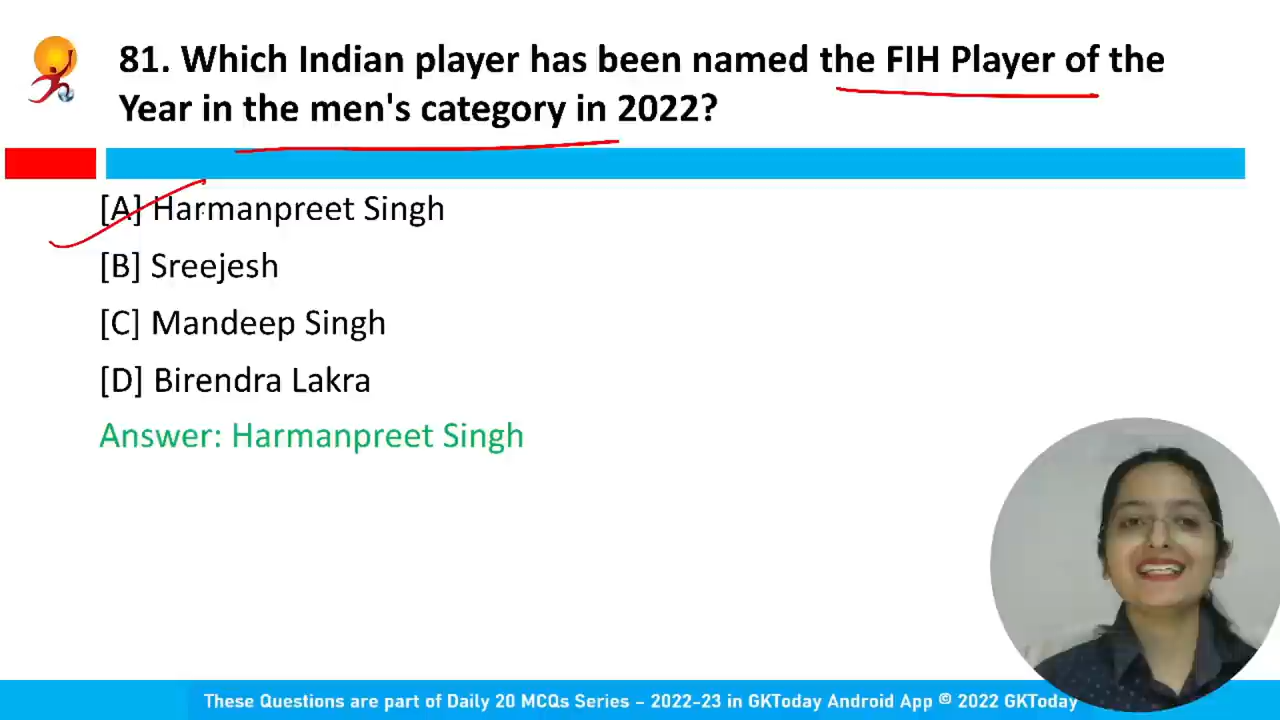 81. Which Indian player has been named the FIH Player of the
Year in the men's category in 2022?
[A] Harmanpreet Singh
[B] Sreejesh
[C] Mandeep Singh
[D] Birendra Lakra
Answer: Harmanpreet Singh
These Questions are part of Daily 20 MCQs Series – 2022-23 in GKToday Android App © 2022 GKToday